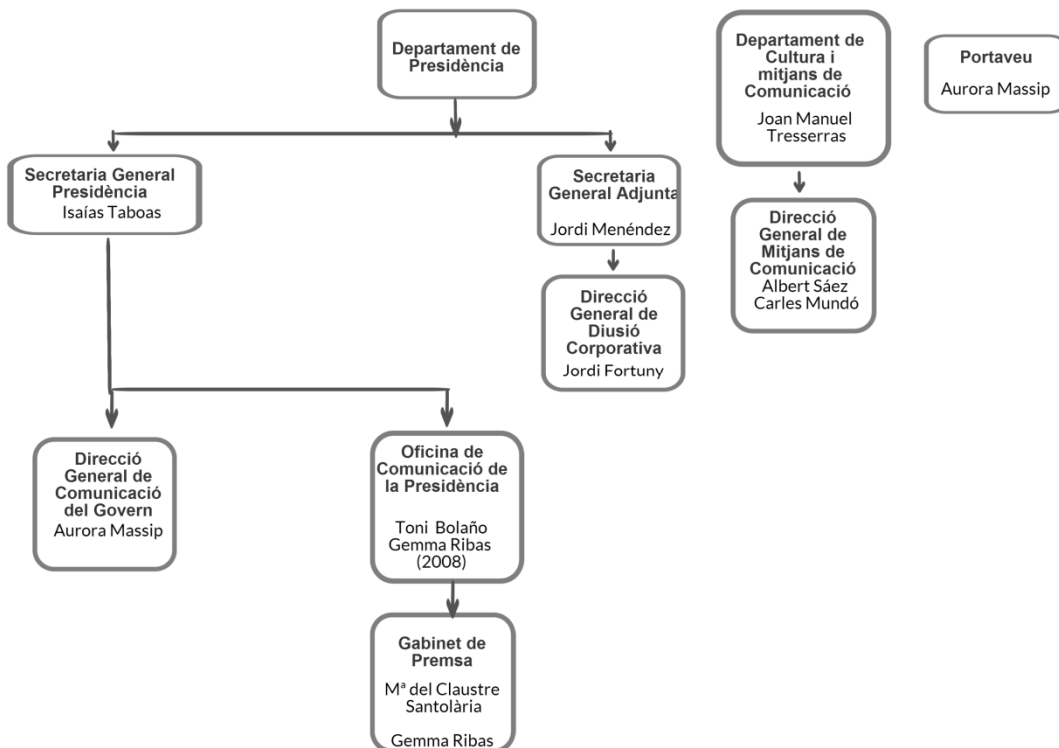 Departament de
Presidència
Departament de
Cultura i
mitjans de
Comunicació
Joan Manuel
Tresserras
Portaveu
Aurora Massip
Secretaria General
Presidència
Isaías Taboas
Secretaria
General Adjunta
Jordi Menéndez
Direcció
General de
Mitjans de
Comunicació
Albert Sáez
Carles Mundó
Direcció
General de
Diusió
Corporativa
Jordi Fortuny
Direcció
General de
Comunicació
del Govern
Aurora Massip
Oficina de
Comunicació de
la Presidència
Toni Bolaño
Gemma Ribas
(2008)
Gabinet de
Premsa
Mª del Claustre
Santolària
Gemma Ribas